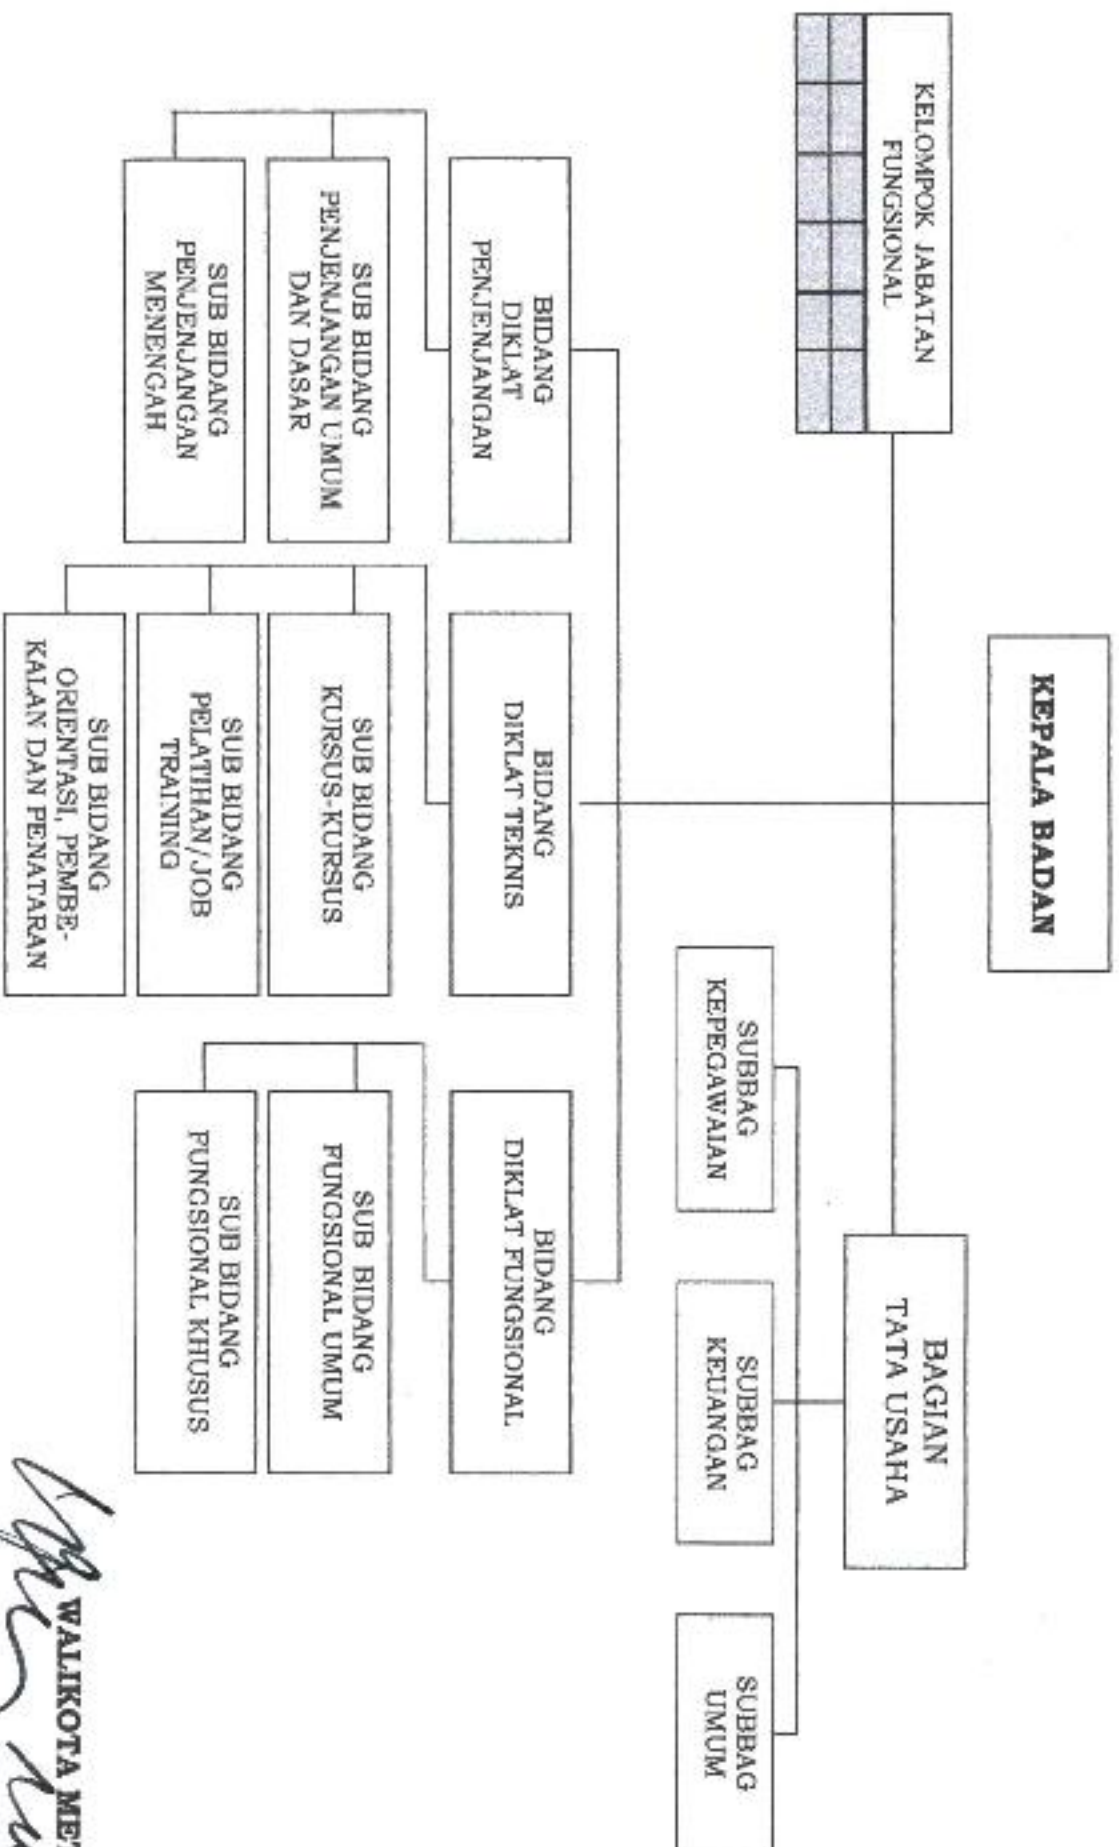 KEPALA BADAN
KELOMPOK JABATAN
FUNGSIONAL
BAGIAN
TATA USAHA
SUBBAG
KEPEGAWAIAN
SUBBAG
KEUANGAN
SUBBAG
UMUM
BIDANG
DIKLAT
PENJENJANGAN
BIDANG
DIKLAT TEKNIS
BIDANG
DIKLAT FUNGSIONAL
SUB BIDANG
PENJENJANGAN UMUM
DAN DASAR
SUB BIDANG
KURSUS-KURSUS
SUB BIDANG
FUNGSIONAL UMUM
SUB BIDANG
PENJENJANGAN
MENENGAH
SUB BIDANG
PELATIHAN/JOB
TRAINING
SUB BIDANG
FUNGSIONAL KHUSUS
SUB BIDANG
ORIENTASI, PEMBE-
KALAN DAN PENATARAN
WALIKOTA